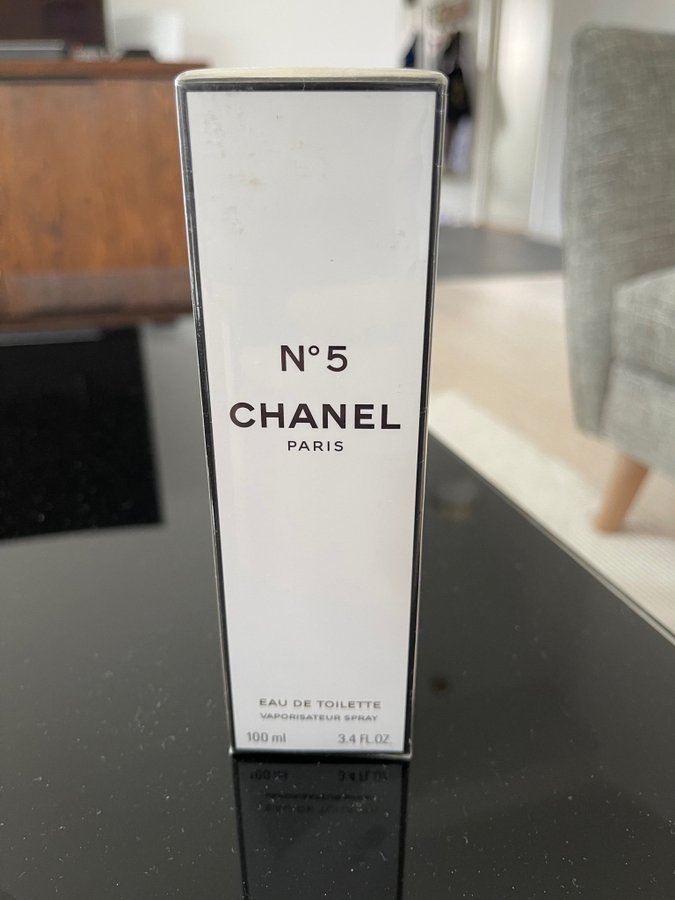 N°5
CHANEL
PARIS
EAU DE TOILETTE
VAPORISATEUR SPRAY
100 ml 3.4 FL.OZ.